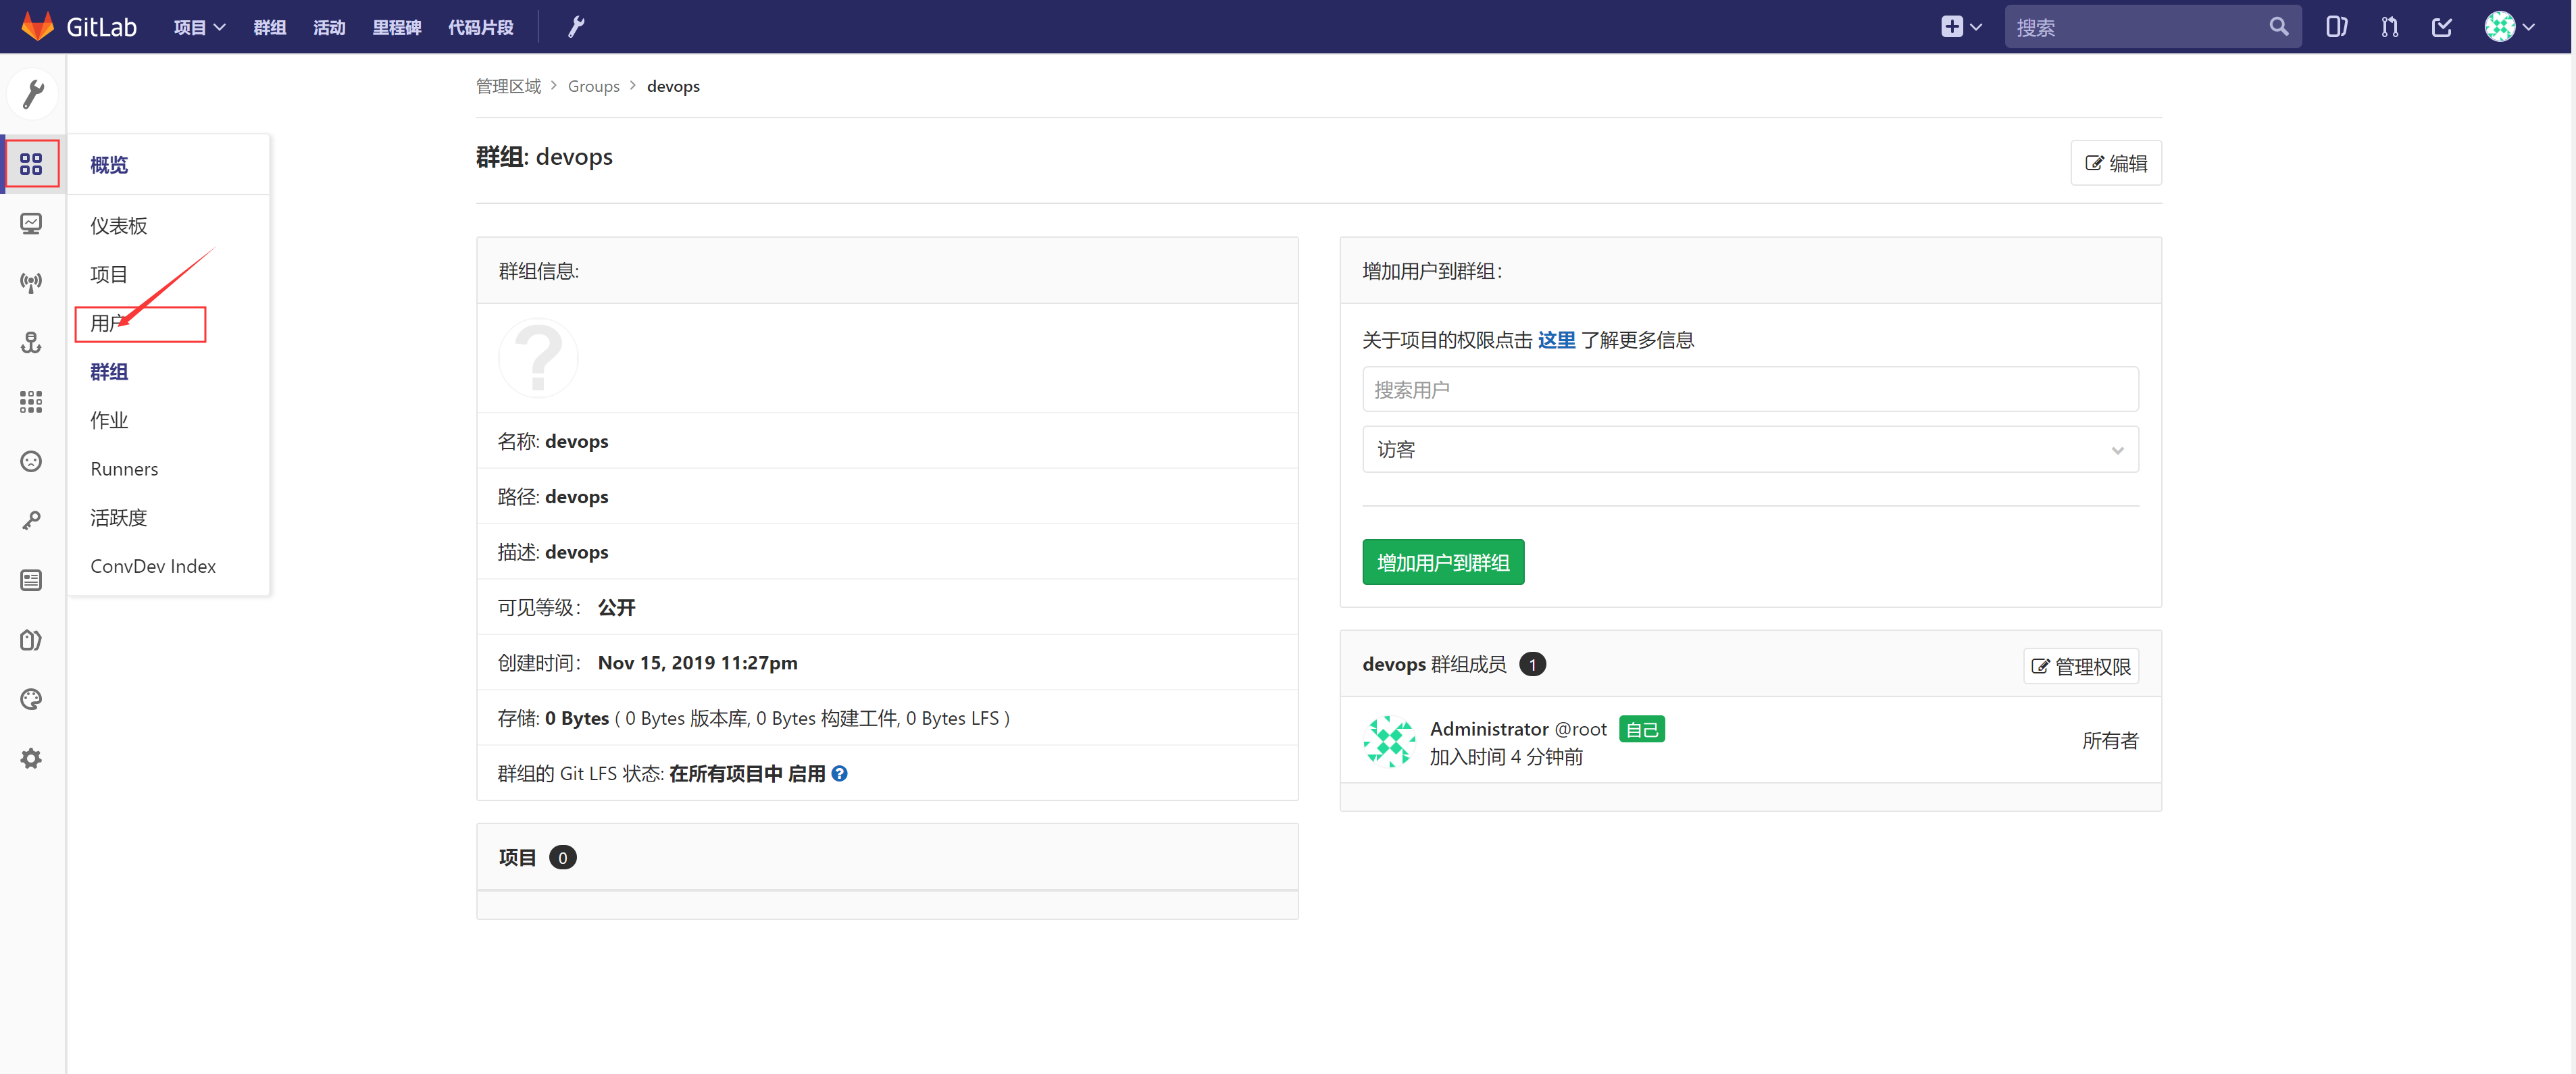 GitLab 项目 群组 活动 里程碑 代码片段 搜索
管理区域 > Groups > devops
群组: devops
编辑
概览
仪表板
项目
用户
群组
作业
Runners
活跃度
ConvDev Index
群组信息:
名称: devops
路径: devops
描述: devops
可见等级： 公开
创建时间： Nov 15, 2019 11:27pm
存储: 0 Bytes ( 0 Bytes 版本库, 0 Bytes 构建工件, 0 Bytes LFS )
群组的 Git LFS 状态: 在所有项目中 启用
项目 0
增加用户到群组:
关于项目的权限点击 这里 了解更多信息
搜索用户
访客
增加用户到群组
devops 群组成员 1
管理权限
Administrator @root 自己
加入时间 4 分钟前
所有者